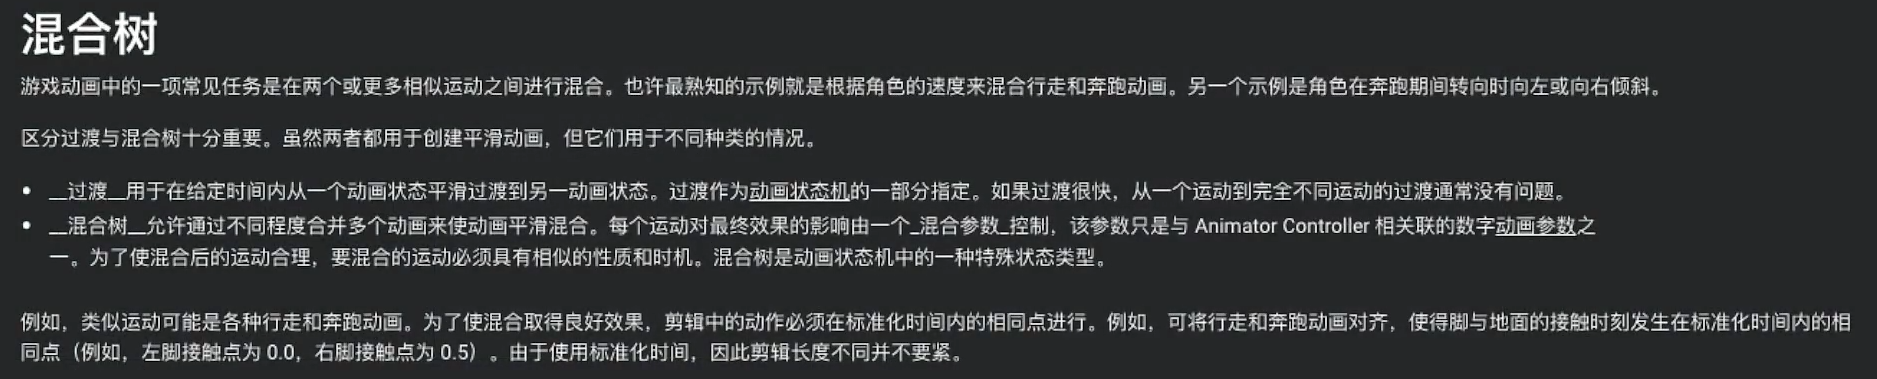 混合树
游戏动画中的一项常见任务是在两个或更多相似运动之间进行混合。也许最熟知的示例就是根据角色的速度来混合行走和奔跑动画。另一个示例是角色在奔跑期间转向时向左或向右倾斜。
区分过渡与混合树十分重要。虽然两者都用于创建平滑动画，但它们用于不同种类的情况。
• __过渡__用于在给定时间内从一个动画状态平滑过渡到另一动画状态。过渡作为动画状态机的一部分指定。如果过渡很快，从一个运动到完全不同运动的过渡通常没有问题。
• __混合树__允许通过不同程度合并多个动画来使动画平滑混合。每个运动对最终效果的影响由一个_混合参数_控制，该参数只是与 Animator Controller 相关联的数字动画参数之
一。为了使混合后的运动合理，要混合的运动必须具有相似的性质和时机。混合树是动画状态机中的一种特殊状态类型。
例如，类似运动可能是各种行走和奔跑动画。为了使混合取得良好效果，剪辑中的动作必须在标准化时间内的相同点进行。例如，可将行走和奔跑动画对齐，使得脚与地面的接触时刻发生在标准化时间内的相
同点（例如，左脚接触点为 0.0，右脚接触点为 0.5）。由于使用标准化时间，因此剪辑长度不同并不要紧。